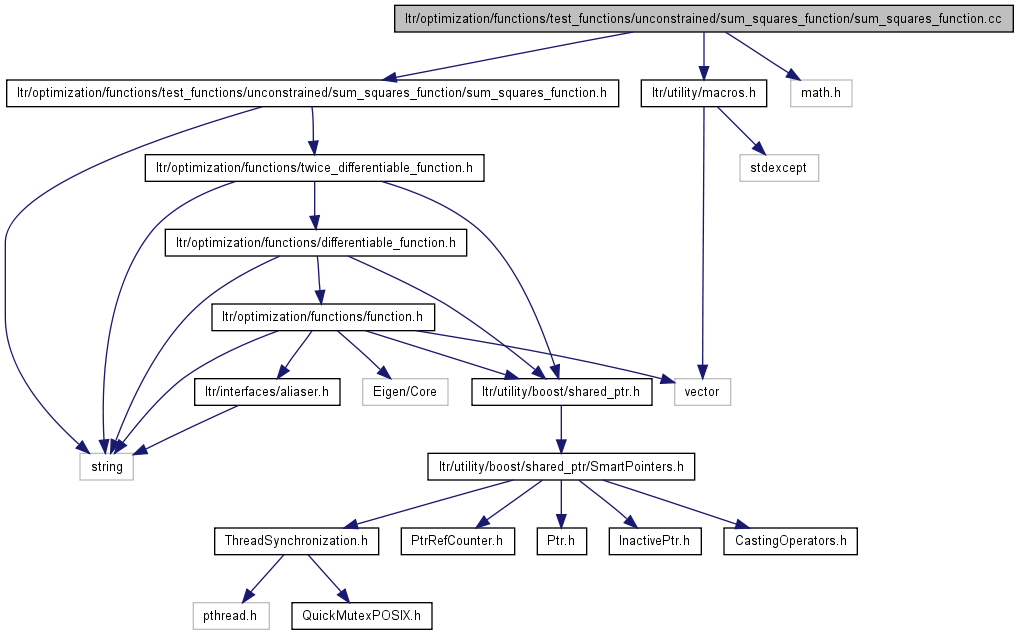 ltr/optimization/functions/test_functions/unconstrained/sum_squares_function/sum_squares_function.cc
ltr/optimization/functions/test_functions/unconstrained/sum_squares_function/sum_squares_function.h
ltr/utility/macros.h
math.h
ltr/optimization/functions/twice_differentiable_function.h
stdexcept
ltr/optimization/functions/differentiable_function.h
ltr/optimization/functions/function.h
ltr/interfaces/aliaser.h
Eigen/Core
ltr/utility/boost/shared_ptr.h
vector
string
ltr/utility/boost/shared_ptr/SmartPointers.h
ThreadSynchronization.h
PtrRefCounter.h
Ptr.h
InactivePtr.h
CastingOperators.h
pthread.h
QuickMutexPOSIX.h